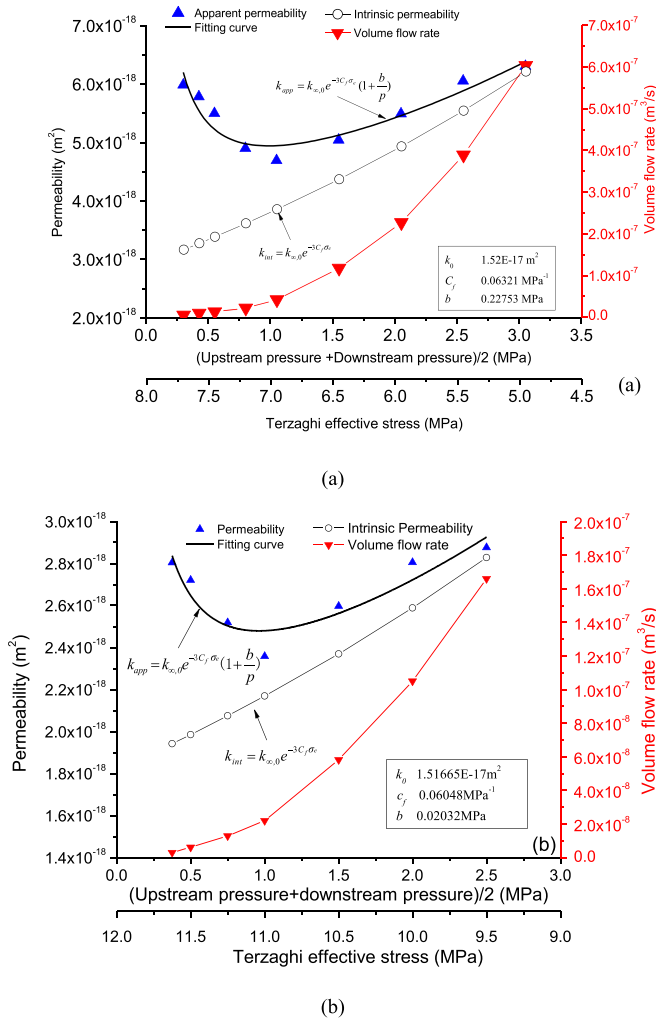 Apparent permeability
Intrinsic permeability
Fitting curve
Volume flow rate
7.0x10⁻¹⁸
6.0x10⁻¹⁸
5.0x10⁻¹⁸
4.0x10⁻¹⁸
3.0x10⁻¹⁸
2.0x10⁻¹⁸
Permeability (m²)
7.0x10⁻⁷
6.0x10⁻⁷
5.0x10⁻⁷
4.0x10⁻⁷
3.0x10⁻⁷
2.0x10⁻⁷
1.0x10⁻⁷
0.0
Volume flow rate (m³/s)
k_app = k_∞,0 e^(-3C_f σ_e) (1+b/p)
k_int = k_∞,0 e^(-3C_f σ_e)
k₀ 1.52E-17 m²
C_f 0.06321 MPa⁻¹
b 0.22753 MPa
0.0 0.5 1.0 1.5 2.0 2.5 3.0 3.5
(Upstream pressure +Downstream pressure)/2 (MPa)
8.0 7.5 7.0 6.5 6.0 5.5 5.0 4.5
Terzaghi effective stress (MPa)
(a)
(a)
Permeability
Intrinsic Permeability
Fitting curve
Volume flow rate
3.0x10⁻¹⁸
2.8x10⁻¹⁸
2.6x10⁻¹⁸
2.4x10⁻¹⁸
2.2x10⁻¹⁸
2.0x10⁻¹⁸
1.8x10⁻¹⁸
1.6x10⁻¹⁸
1.4x10⁻¹⁸
Permeability (m²)
2.0x10⁻⁷
1.8x10⁻⁷
1.6x10⁻⁷
1.4x10⁻⁷
1.2x10⁻⁷
1.0x10⁻⁷
8.0x10⁻⁸
6.0x10⁻⁸
4.0x10⁻⁸
2.0x10⁻⁸
0.0
Volume flow rate (m³/s)
k_app = k_∞,0 e^(-3C_f σ_e) (1+b/p)
k_int = k_∞,0 e^(-3C_f σ_e)
k₀ 1.51665E-17m²
c_f 0.06048MPa⁻¹
b 0.02032MPa
(b)
0.0 0.5 1.0 1.5 2.0 2.5 3.0
(Upstream pressure+downstream pressure)/2 (MPa)
12.0 11.5 11.0 10.5 10.0 9.5 9.0
Terzaghi effective stress (MPa)
(b)